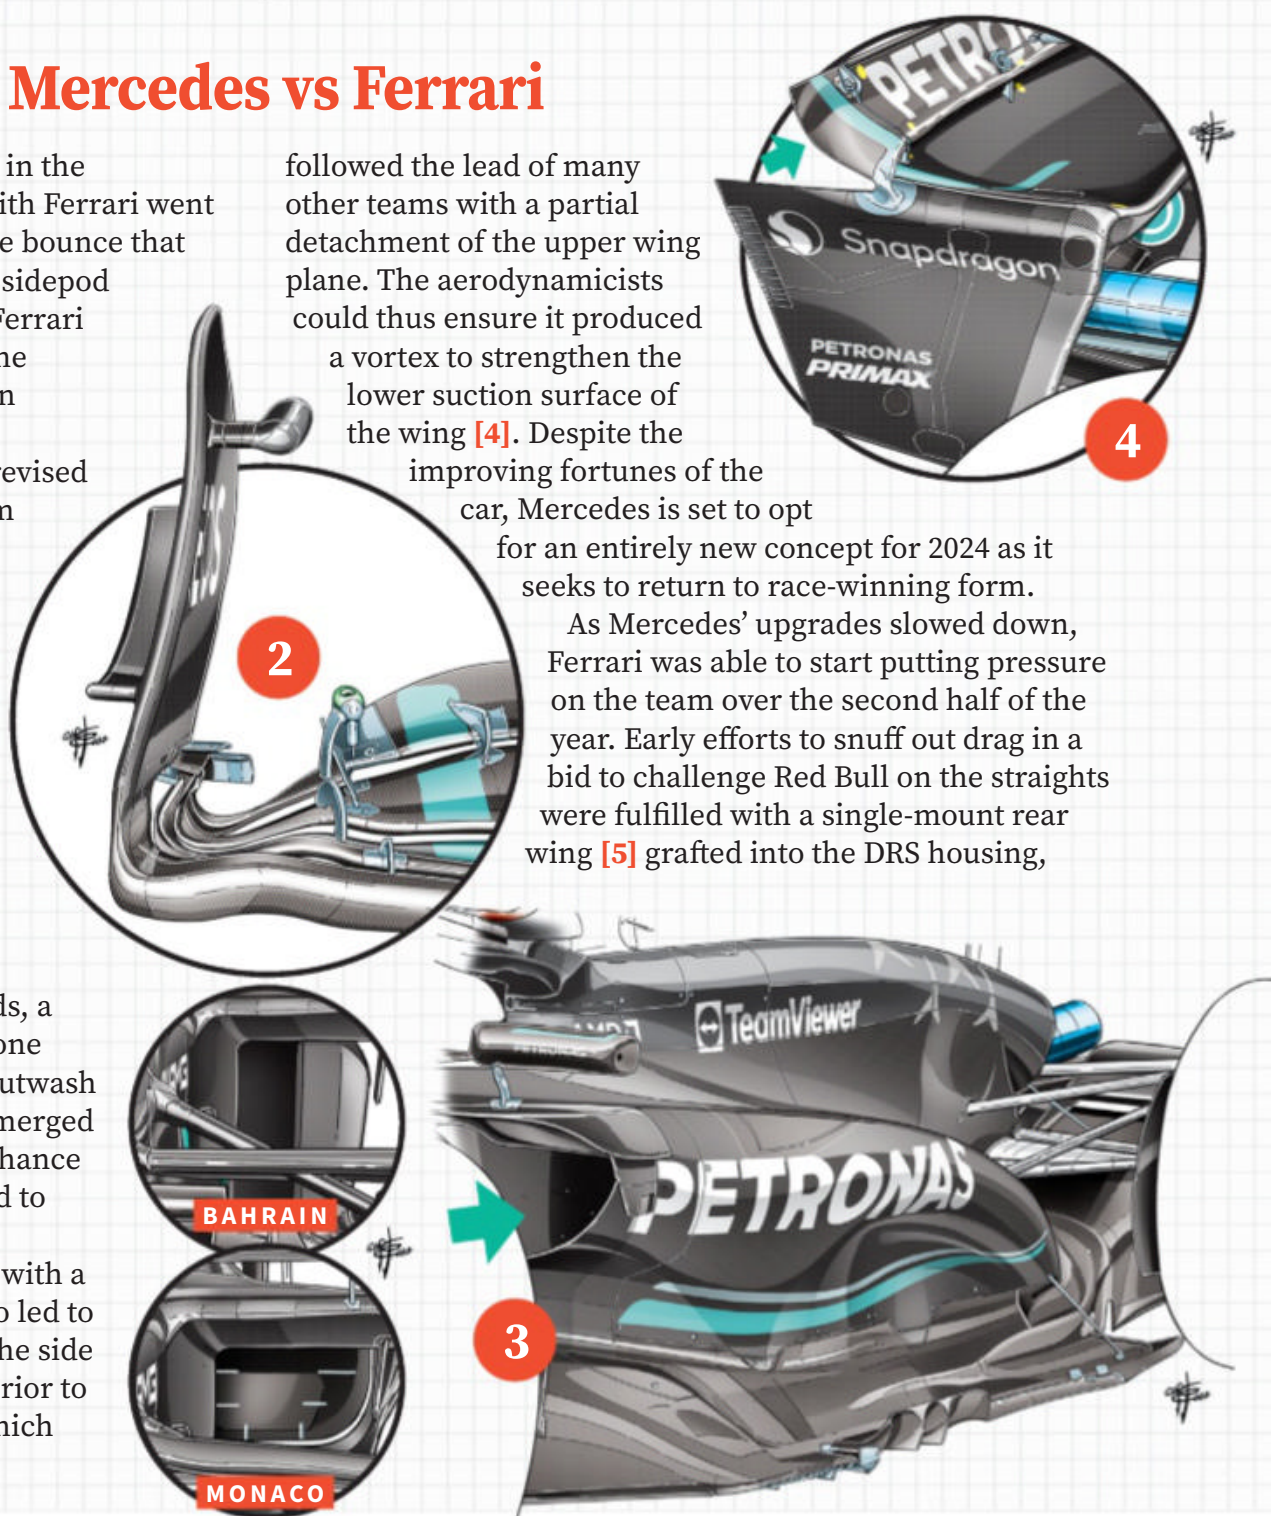 Mercedes vs Ferrari
in the
ith Ferrari went
e bounce that
sidepod
Ferrari
ne
n
revised
n
ds, a
one
utwash
merged
hance
d to
with a
o led to
he side
rior to
hich
followed the lead of many
other teams with a partial
detachment of the upper wing
plane. The aerodynamicists
could thus ensure it produced
a vortex to strengthen the
lower suction surface of
the wing [4]. Despite the
improving fortunes of the
car, Mercedes is set to opt
for an entirely new concept for 2024 as it
seeks to return to race-winning form.
As Mercedes’ upgrades slowed down,
Ferrari was able to start putting pressure
on the team over the second half of the
year. Early efforts to snuff out drag in a
bid to challenge Red Bull on the straights
were fulfilled with a single-mount rear
wing [5] grafted into the DRS housing,
PETRO
Snapdragon
PETRONAS
PRIMAX
4
2
TeamViewer
PETRONAS
3
BAHRAIN
MONACO